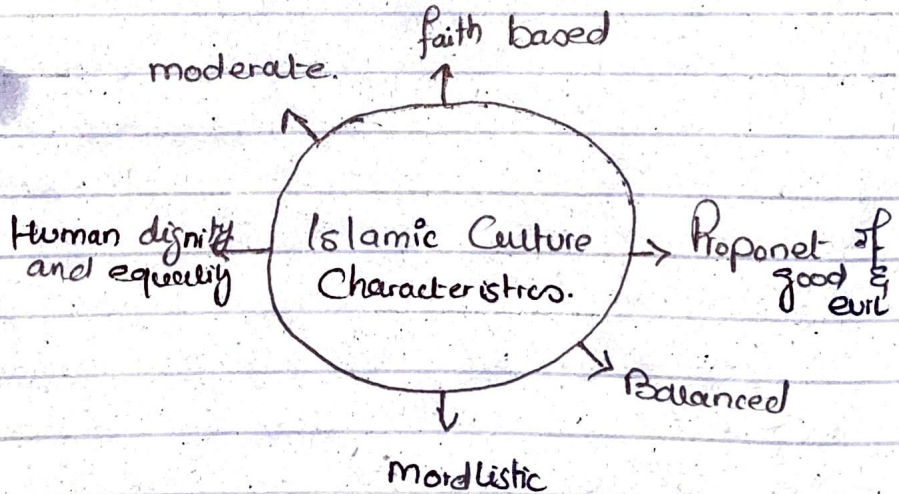 faith based
moderate.
Human dignity
and equality
Islamic Culture
Characteristics.
Proponet of
good &
evil
Balanced
Moralistic